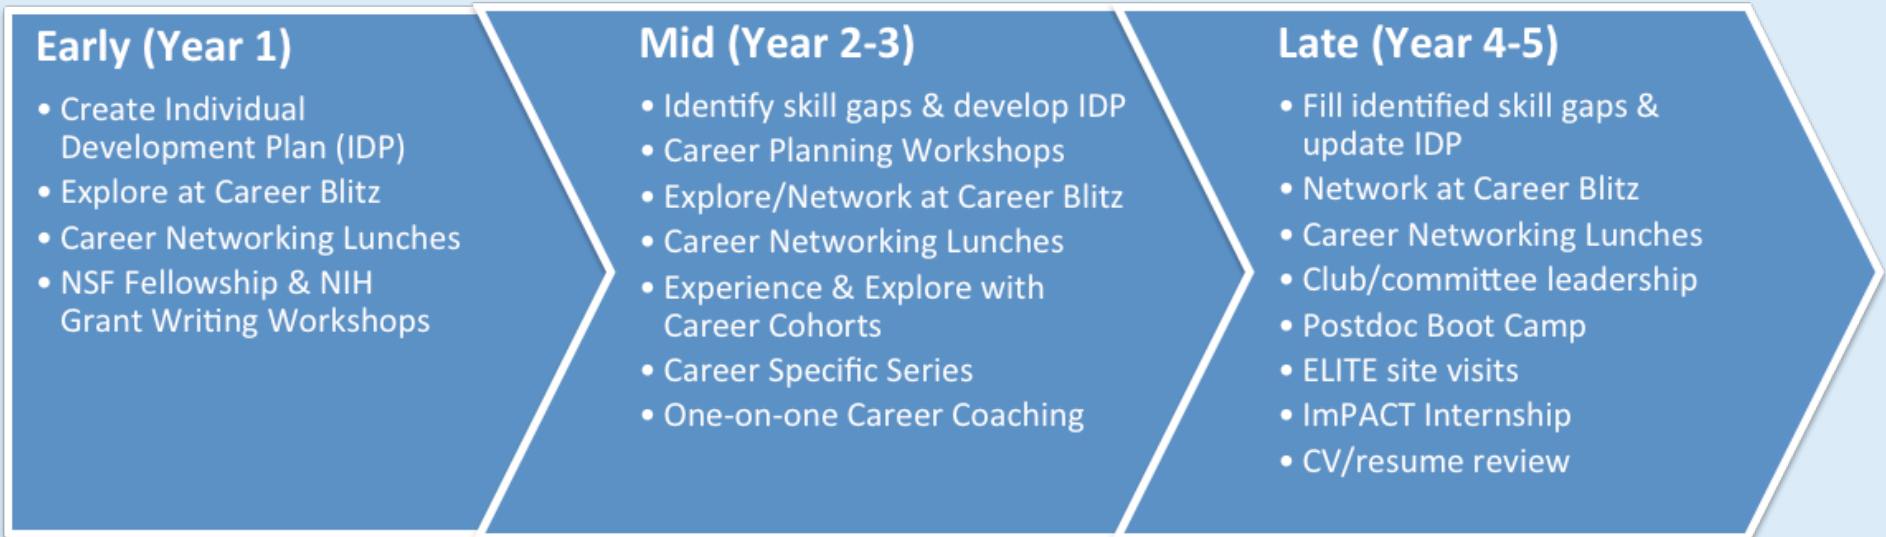 Early (Year 1)
• Create Individual
Development Plan (IDP)
• Explore at Career Blitz
• Career Networking Lunches
• NSF Fellowship & NIH
Grant Writing Workshops
Mid (Year 2-3)
• Identify skill gaps & develop IDP
• Career Planning Workshops
• Explore/Network at Career Blitz
• Career Networking Lunches
• Experience & Explore with
Career Cohorts
• Career Specific Series
• One-on-one Career Coaching
Late (Year 4-5)
• Fill identified skill gaps &
update IDP
• Network at Career Blitz
• Career Networking Lunches
• Club/committee leadership
• Postdoc Boot Camp
• ELITE site visits
• ImPACT Internship
• CV/resume review